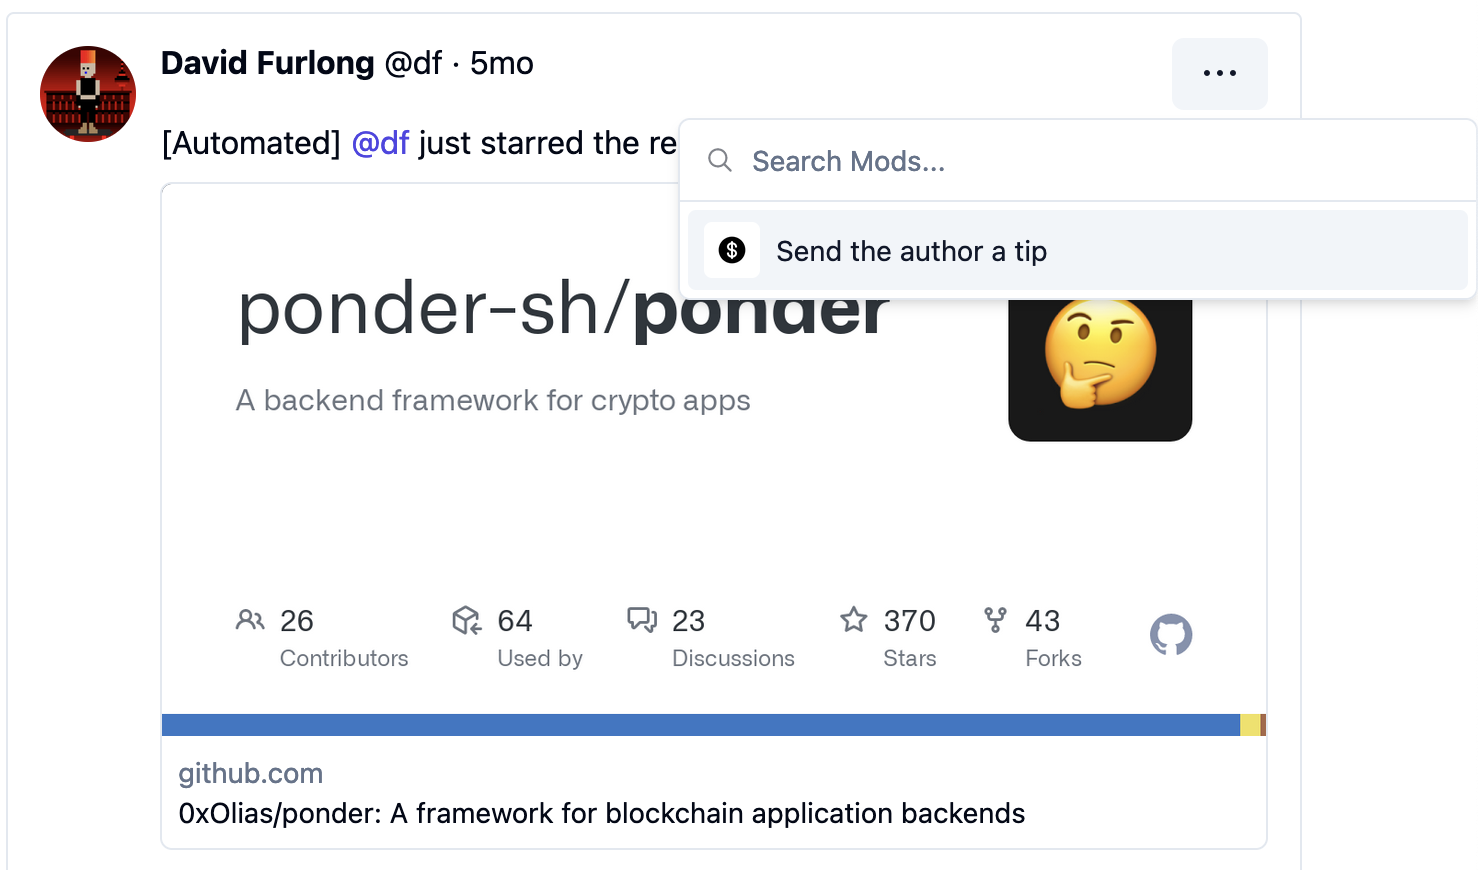 David Furlong @df · 5mo
[Automated] @df just starred the re
Search Mods...
Send the author a tip
ponder-sh/ponder
A backend framework for crypto apps
26 64 23 370 43
Contributors Used by Discussions Stars Forks
github.com
0xOlias/ponder: A framework for blockchain application backends